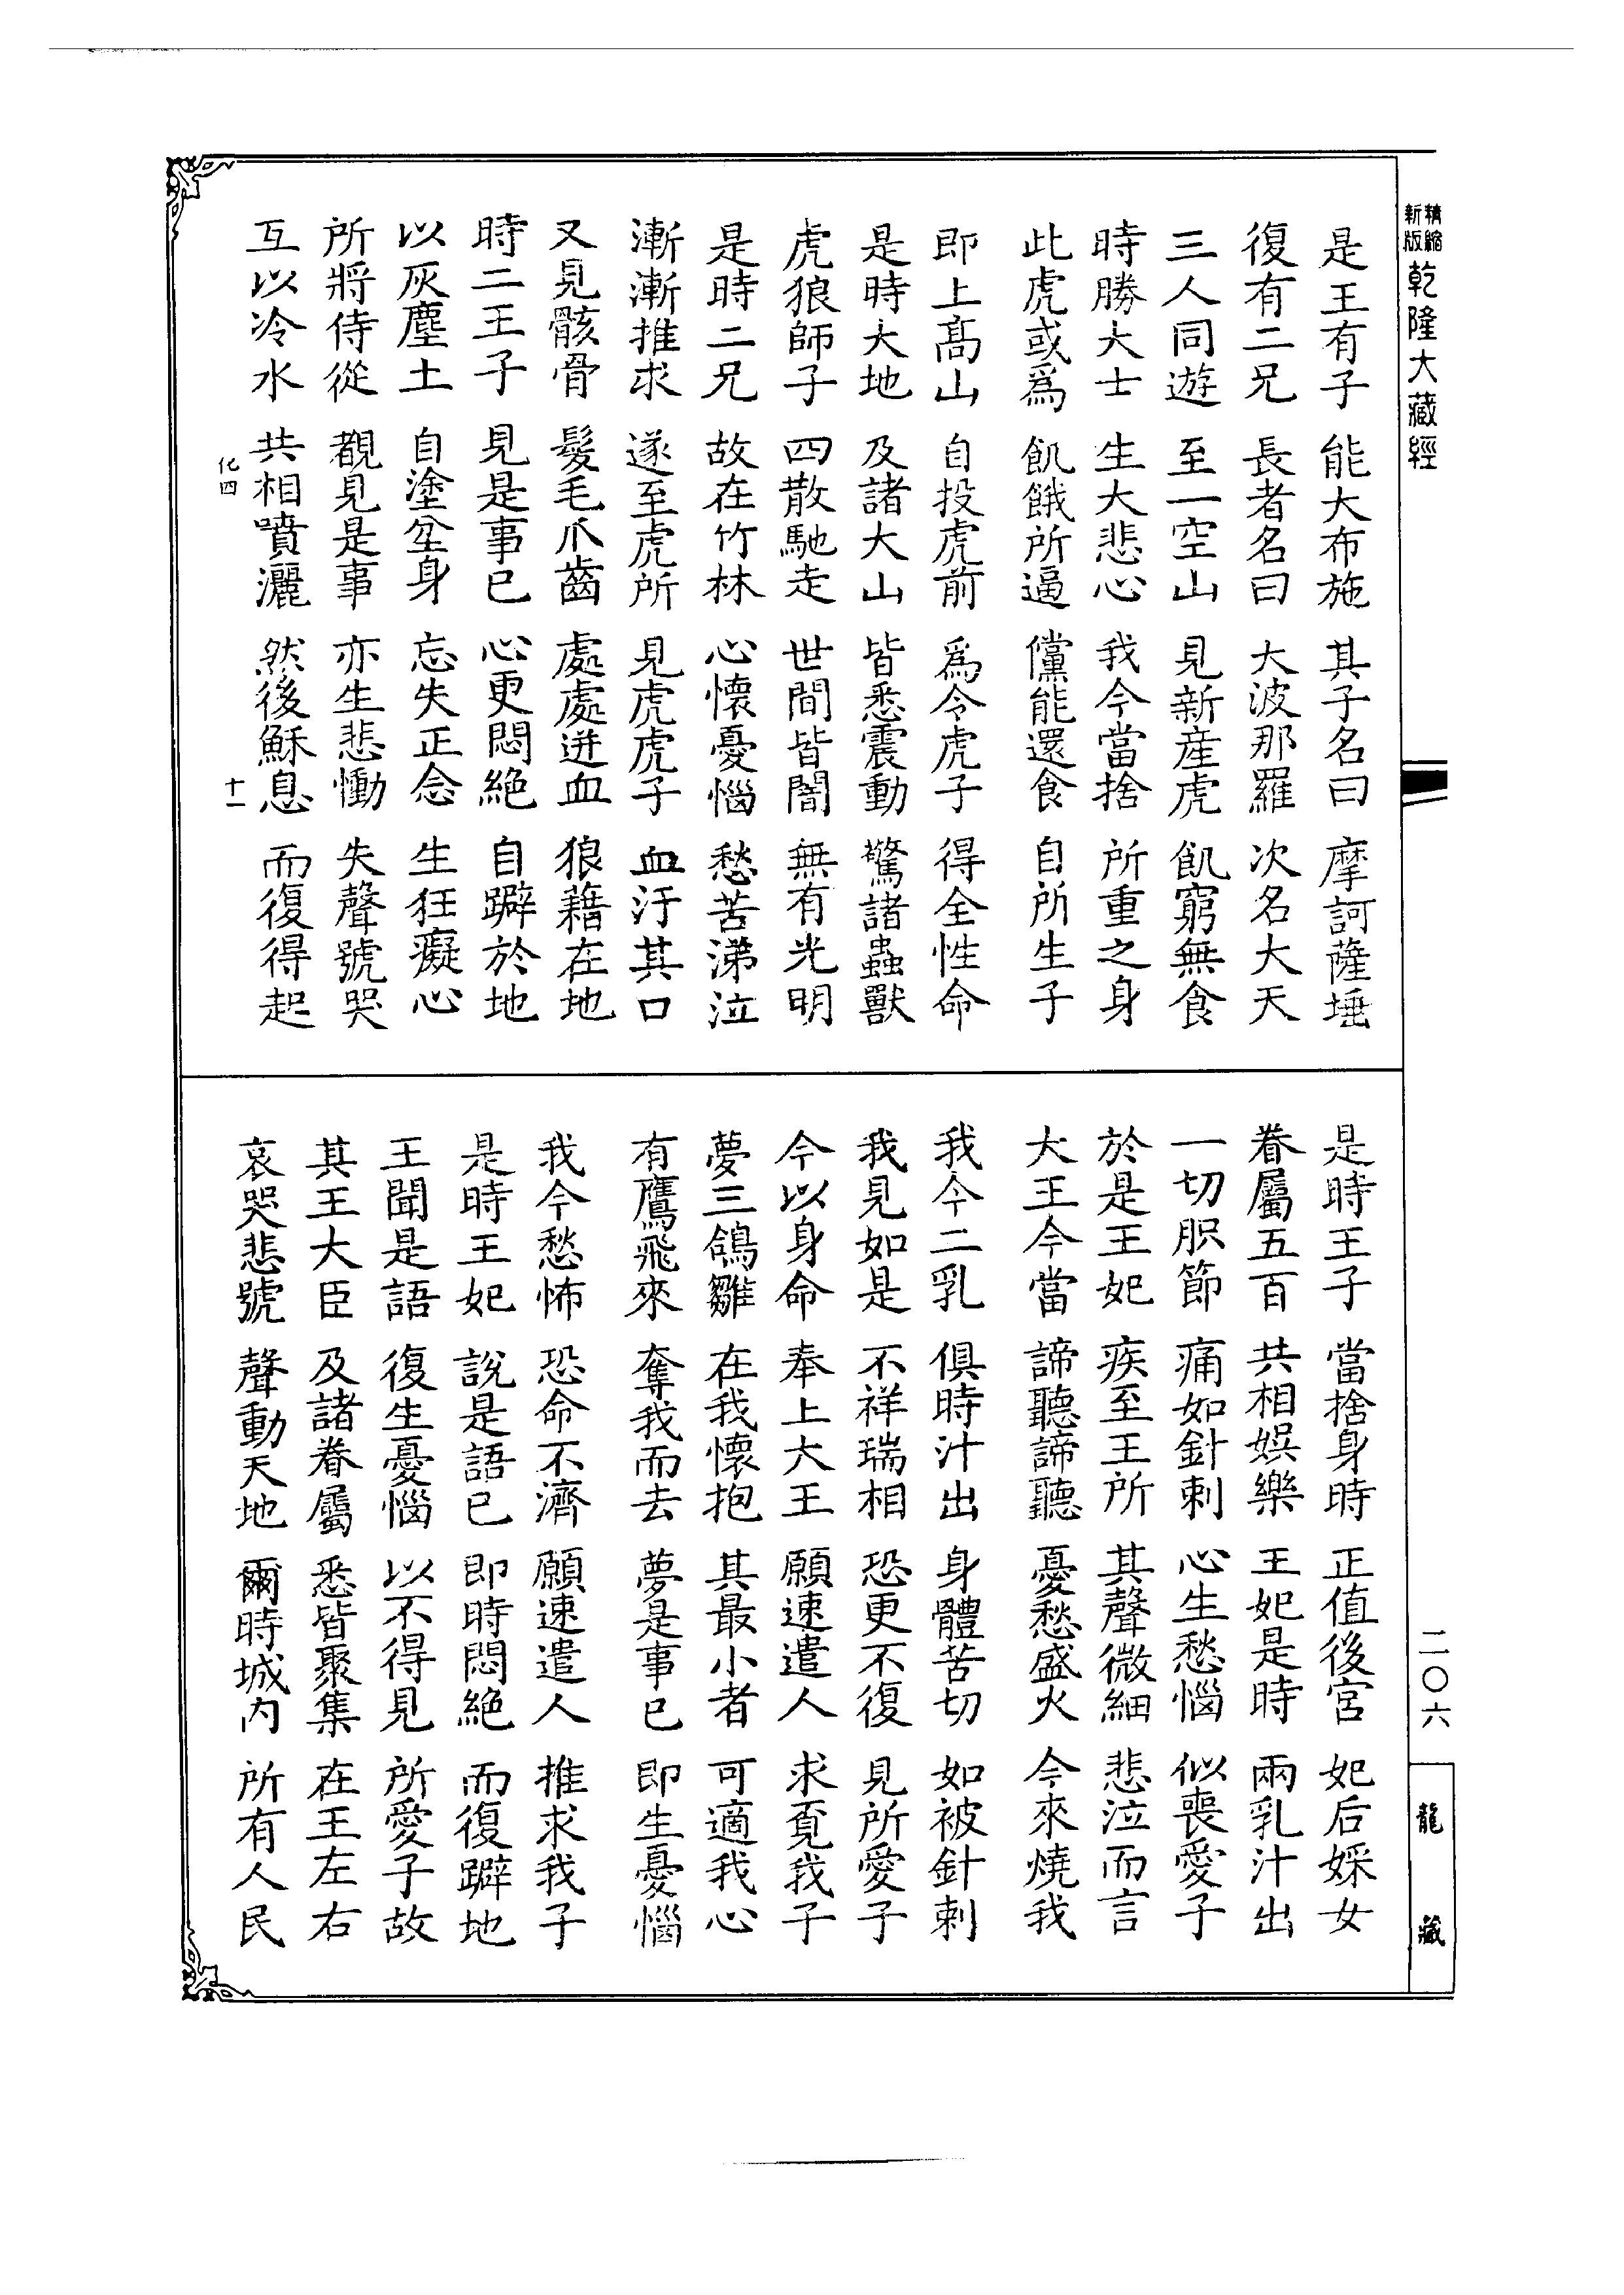 精縮新版乾隆大藏經
二〇六
龍藏
是王有子 能大布施 其子名曰 摩訶薩埵
復有二兄 長者名曰 大波那羅 次名大天
三人同遊 至一空山 見新產虎 飢窮無食
時勝大士 生大悲心 我今當捨 所重之身
此虎或爲 飢餓所逼 儻能還食 自所生子
即上高山 自投虎前 爲令虎子 得全性命
是時大地 及諸大山 皆悉震動 驚諸蟲獸
虎狼師子 四散馳走 世間皆闇 無有光明
是時二兄 故在竹林 心懷憂惱 愁苦涕泣
漸漸推求 遂至虎所 見虎虎子 血汙其口
又見骸骨 髮毛爪齒 處處迸血 狼藉在地
時二王子 見是事已 心更悶絕 自躃於地
以灰塵土 自塗坌身 忘失正念 生狂癡心
所將侍從 覩見是事 亦生悲慟 失聲號哭
互以冷水 共相噴灑 然後穌息 而復得起
化四 十一
是時王子 當捨身時 正值後宮 妃后婇女
眷屬五百 共相娛樂 王妃是時 兩乳汁出
一切肢節 痛如針刺 心生愁惱 似喪愛子
於是王妃 疾至王所 其聲微細 悲泣而言
大王今當 諦聽諦聽 憂愁盛火 今來燒我
我今二乳 俱時汁出 身體苦切 如被針刺
我見如是 不祥瑞相 恐更不復 見所愛子
今以身命 奉上大王 願速遣人 求覓我子
夢三鴿雛 在我懷抱 其最小者 可適我心
有鷹飛來 奪我而去 夢是事已 即生憂惱
我今愁怖 恐命不濟 願速遣人 推求我子
是時王妃 說是語已 即時悶絕 而復躃地
王聞是語 復生憂惱 以不得見 所愛子故
其王大臣 及諸眷屬 悉皆聚集 在王左右
哀哭悲號 聲動天地 爾時城內 所有人民